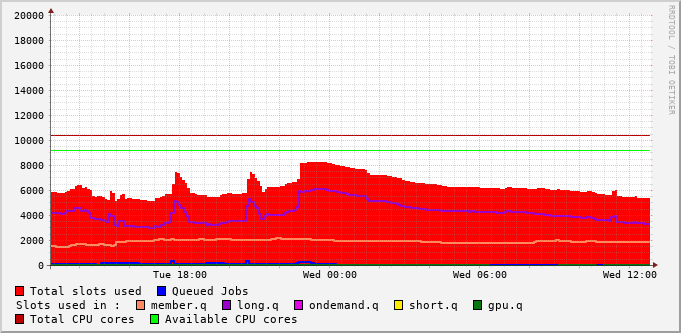 RRDTOOL / TOBI OETIKER
20000
18000
16000
14000
12000
10000
8000
6000
4000
2000
0
Tue 18:00 Wed 00:00 Wed 06:00 Wed 12:00
Total slots used Queued Jobs
Slots used in : member.q long.q ondemand.q short.q gpu.q
Total CPU cores Available CPU cores